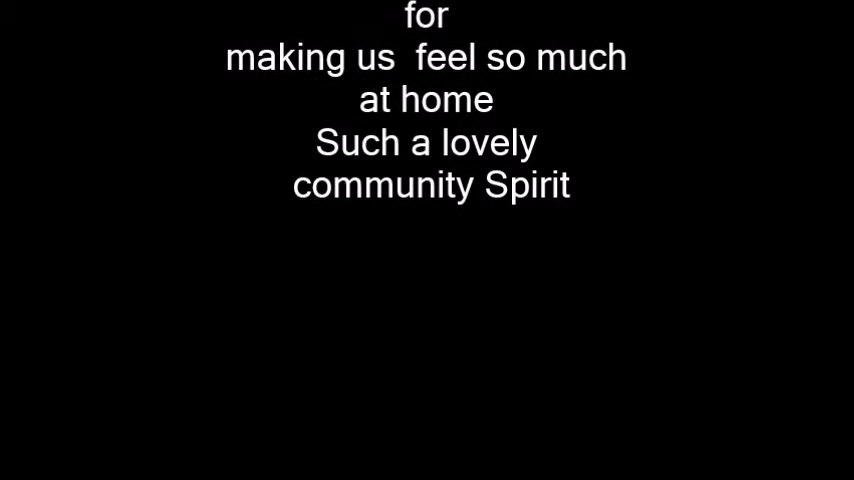 for
making us  feel so much
at home
Such a lovely
community Spirit